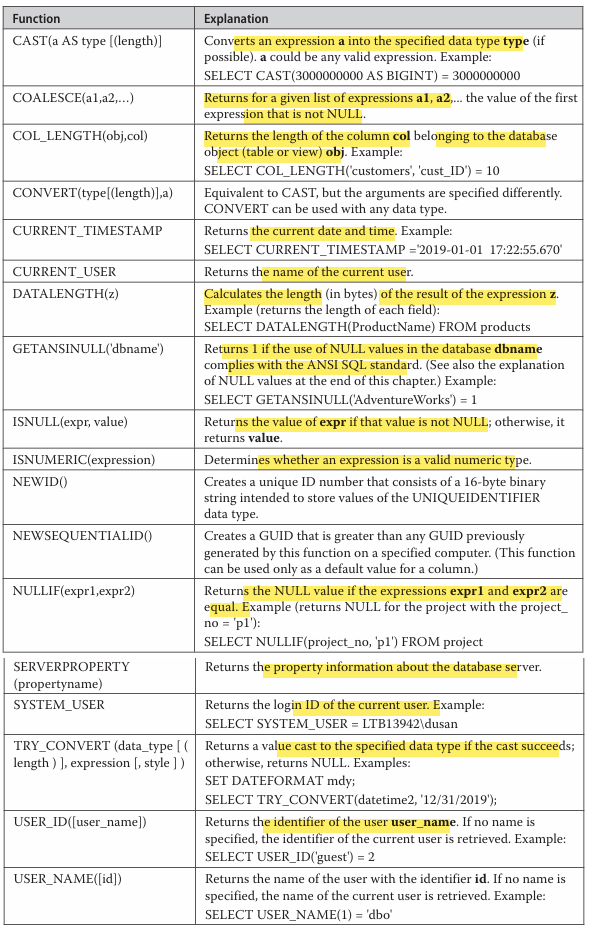 Function Explanation
CAST(a AS type [(length)] Converts an expression a into the specified data type type (if
possible). a could be any valid expression. Example:
SELECT CAST(3000000000 AS BIGINT) = 3000000000
COALESCE(a1,a2,…) Returns for a given list of expressions a1, a2,... the value of the first
expression that is not NULL.
COL_LENGTH(obj,col) Returns the length of the column col belonging to the database
object (table or view) obj. Example:
SELECT COL_LENGTH('customers', 'cust_ID') = 10
CONVERT(type[(length)],a) Equivalent to CAST, but the arguments are specified differently.
CONVERT can be used with any data type.
CURRENT_TIMESTAMP Returns the current date and time. Example:
SELECT CURRENT_TIMESTAMP ='2019-01-01 17:22:55.670'
CURRENT_USER Returns the name of the current user.
DATALENGTH(z) Calculates the length (in bytes) of the result of the expression z.
Example (returns the length of each field):
SELECT DATALENGTH(ProductName) FROM products
GETANSINULL('dbname') Returns 1 if the use of NULL values in the database dbname
complies with the ANSI SQL standard. (See also the explanation
of NULL values at the end of this chapter.) Example:
SELECT GETANSINULL('AdventureWorks') = 1
ISNULL(expr, value) Returns the value of expr if that value is not NULL; otherwise, it
returns value.
ISNUMERIC(expression) Determines whether an expression is a valid numeric type.
NEWID() Creates a unique ID number that consists of a 16-byte binary
string intended to store values of the UNIQUEIDENTIFIER
data type.
NEWSEQUENTIALID() Creates a GUID that is greater than any GUID previously
generated by this function on a specified computer. (This function
can be used only as a default value for a column.)
NULLIF(expr1,expr2) Returns the NULL value if the expressions expr1 and expr2 are
equal. Example (returns NULL for the project with the project_
no = 'p1'):
SELECT NULLIF(project_no, 'p1') FROM project
SERVERPROPERTY Returns the property information about the database server.
(propertyname)
SYSTEM_USER Returns the login ID of the current user. Example:
SELECT SYSTEM_USER = LTB13942\dusan
TRY_CONVERT (data_type [ ( Returns a value cast to the specified data type if the cast succeeds;
length ) ], expression [, style ] ) otherwise, returns NULL. Examples:
SET DATEFORMAT mdy;
SELECT TRY_CONVERT(datetime2, '12/31/2019');
USER_ID([user_name]) Returns the identifier of the user user_name. If no name is
specified, the identifier of the current user is retrieved. Example:
SELECT USER_ID('guest') = 2
USER_NAME([id]) Returns the name of the user with the identifier id. If no name is
specified, the name of the current user is retrieved. Example:
SELECT USER_NAME(1) = 'dbo'